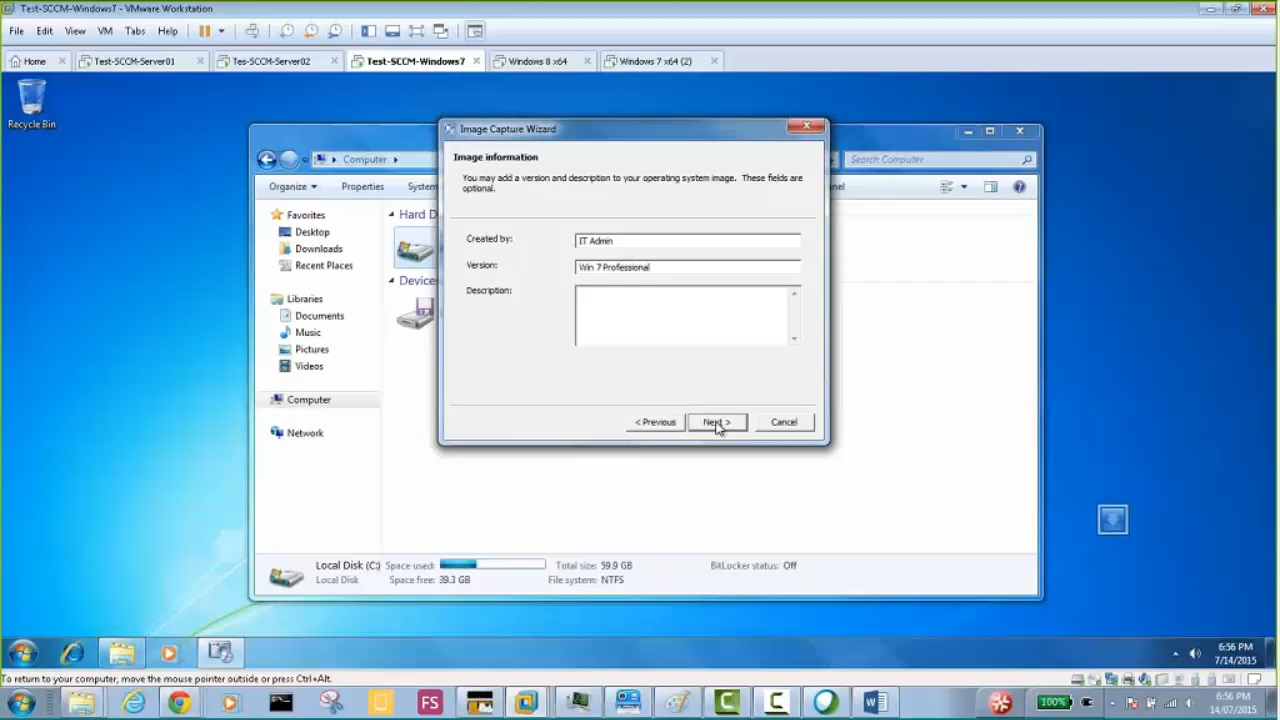 Test-SCCM-Windows7 - VMware Workstation
File Edit View VM Tabs Help
Home Test-SCCM-Server01 Tes-SCCM-Server02 Test-SCCM-Windows7 Windows 8 x64 Windows 7 x64 (2)
Recycle Bin
Image Capture Wizard
Computer
Search Computer
Image information
You may add a version and description to your operating system image. These fields are
optional.
Organize Properties System
nel
Favorites
Desktop
Downloads
Recent Places
Libraries
Documents
Music
Pictures
Videos
Computer
Network
Hard D
Devices
Created by: IT Admin
Version: Win 7 Professional
Description:
< Previous Next > Cancel
Local Disk (C:) Space used: Total size: 59.9 GB BitLocker status: Off
Local Disk Space free: 39.3 GB File system: NTFS
6:56 PM
7/14/2015
To return to your computer, move the mouse pointer outside or press Ctrl+Alt.
FS
100%
6:56 PM
14/07/2015